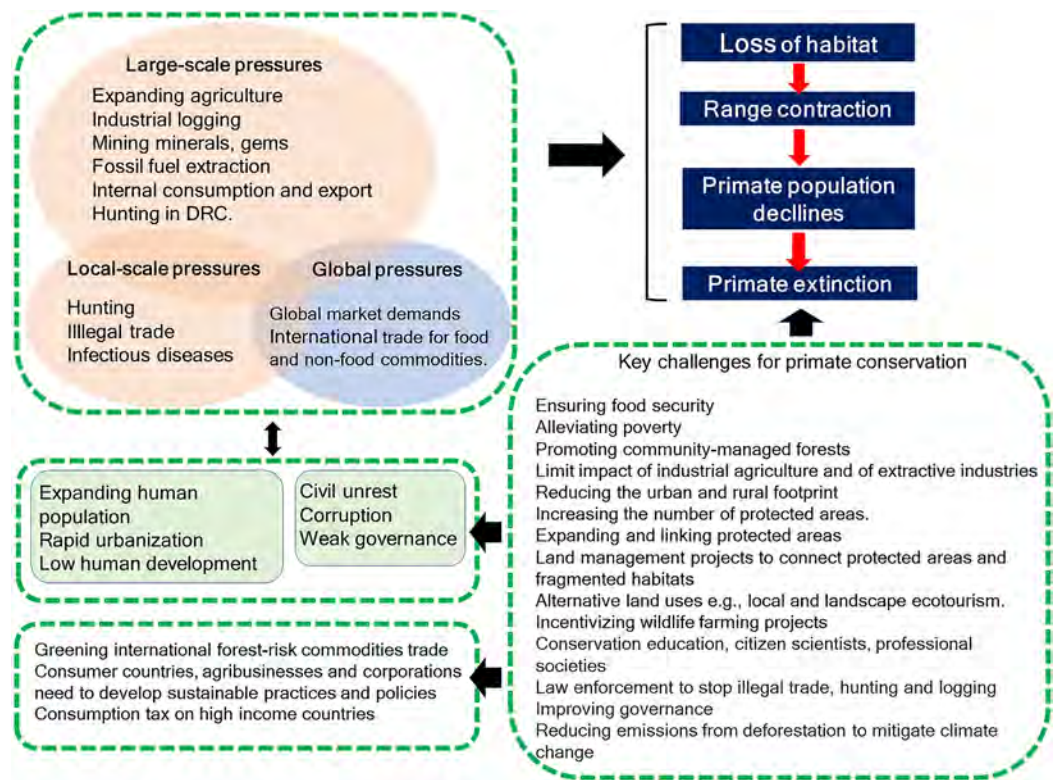 Large-scale pressures
Expanding agriculture
Industrial logging
Mining minerals, gems
Fossil fuel extraction
Internal consumption and export
Hunting in DRC.
Local-scale pressures
Hunting
Illlegal trade
Infectious diseases
Global pressures
Global market demands
International trade for food
and non-food commodities.
Loss of habitat
Range contraction
Primate population
decllines
Primate extinction
Expanding human
population
Rapid urbanization
Low human development
Civil unrest
Corruption
Weak governance
Greening international forest-risk commodities trade
Consumer countries, agribusinesses and corporations
need to develop sustainable practices and policies
Consumption tax on high income countries
Key challenges for primate conservation
Ensuring food security
Alleviating poverty
Promoting community-managed forests
Limit impact of industrial agriculture and of extractive industries
Reducing the urban and rural footprint
Increasing the number of protected areas.
Expanding and linking protected areas
Land management projects to connect protected areas and
fragmented habitats
Alternative land uses e.g., local and landscape ecotourism.
Incentivizing wildlife farming projects
Conservation education, citizen scientists, professional
societies
Law enforcement to stop illegal trade, hunting and logging
Improving governance
Reducing emissions from deforestation to mitigate climate
change